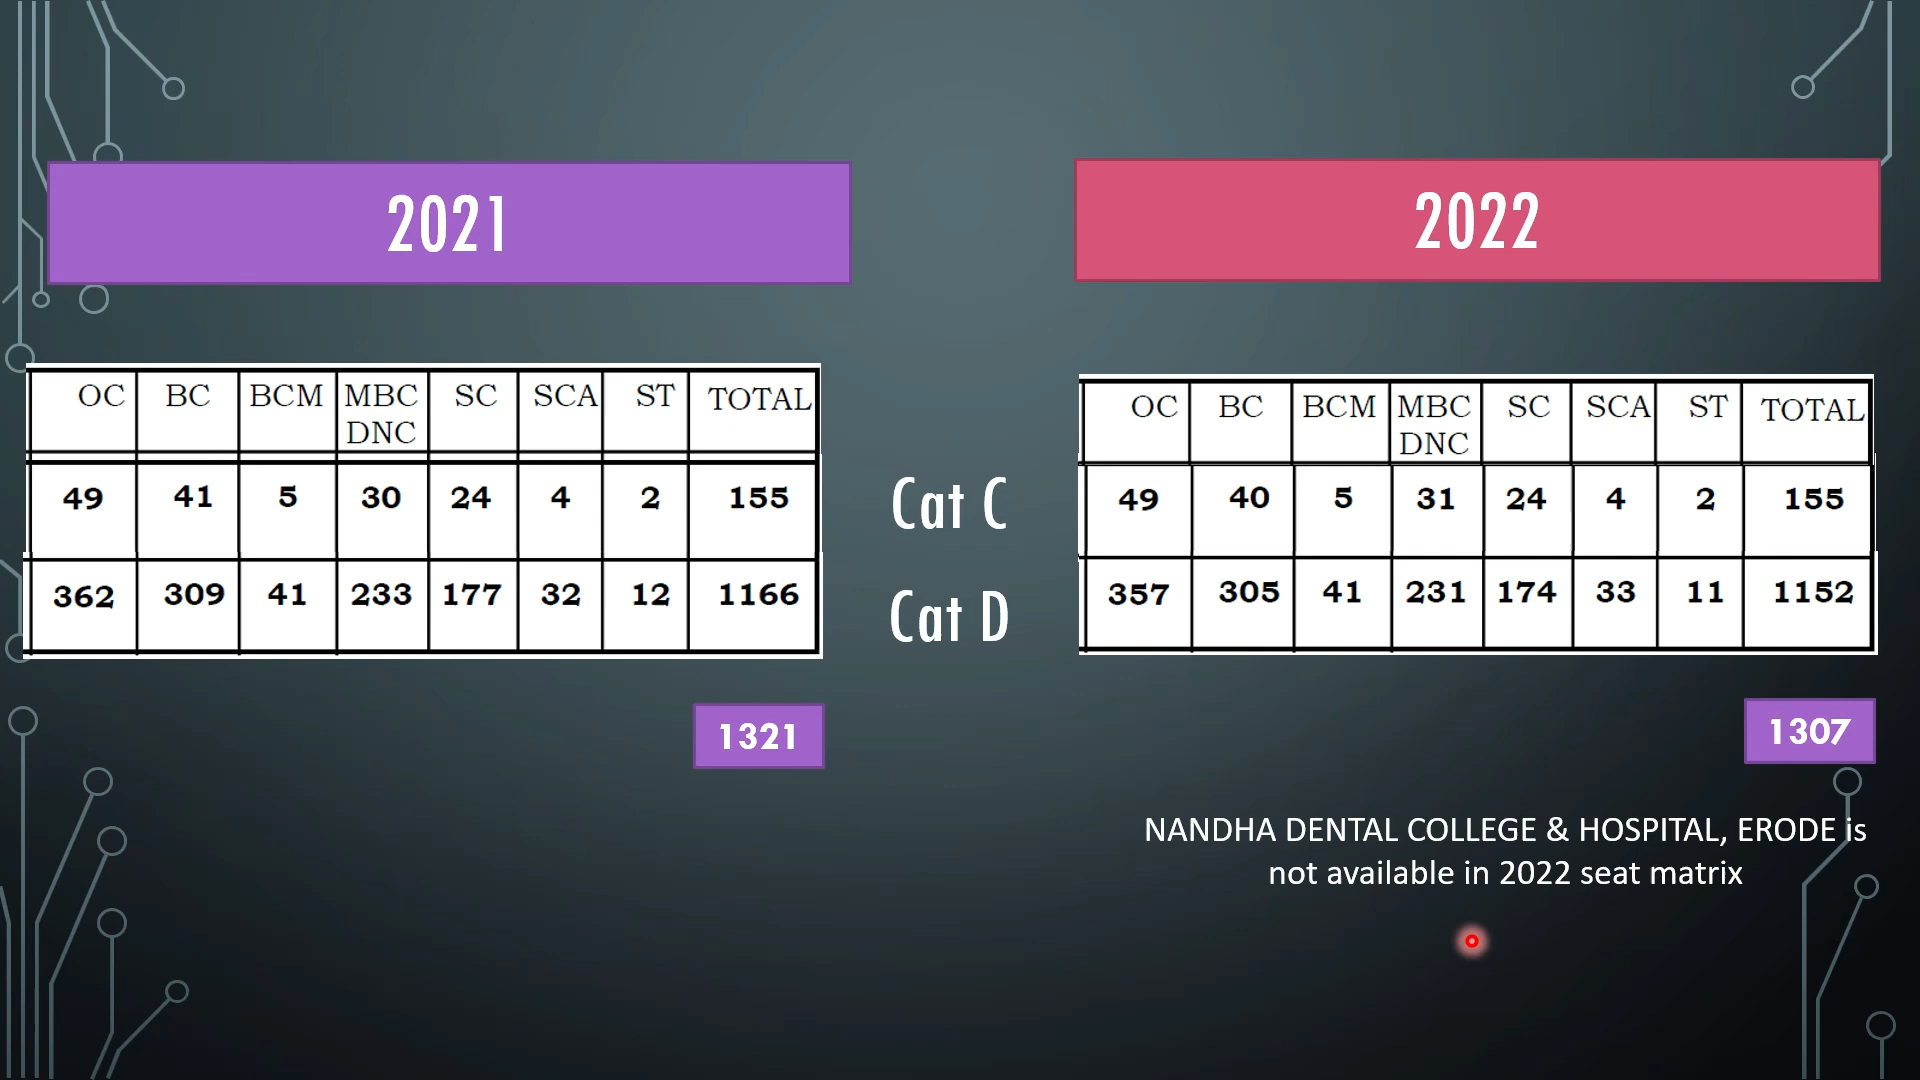 2021
2022
OC BC BCM MBC DNC SC SCA ST TOTAL
49 41 5 30 24 4 2 155
362 309 41 233 177 32 12 1166
1321
Cat C
Cat D
OC BC BCM MBC DNC SC SCA ST TOTAL
49 40 5 31 24 4 2 155
357 305 41 231 174 33 11 1152
1307
NANDHA DENTAL COLLEGE & HOSPITAL, ERODE is
not available in 2022 seat matrix